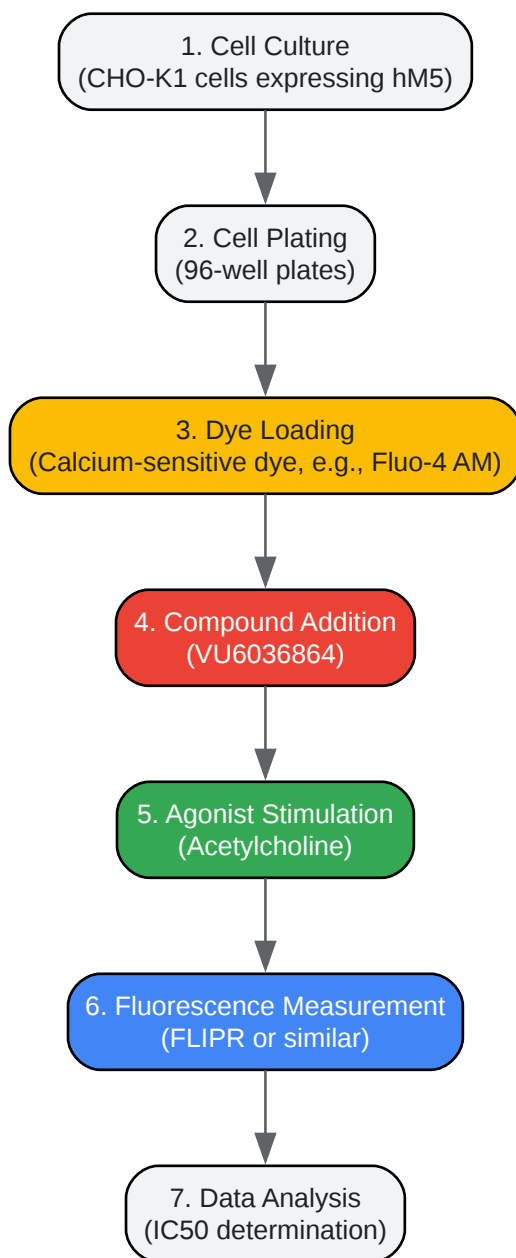 1. Cell Culture
(CHO-K1 cells expressing hM5)
2. Cell Plating
(96-well plates)
3. Dye Loading
(Calcium-sensitive dye, e.g., Fluo-4 AM)
4. Compound Addition
(VU6036864)
5. Agonist Stimulation
(Acetylcholine)
6. Fluorescence Measurement
(FLIPR or similar)
7. Data Analysis
(IC50 determination)